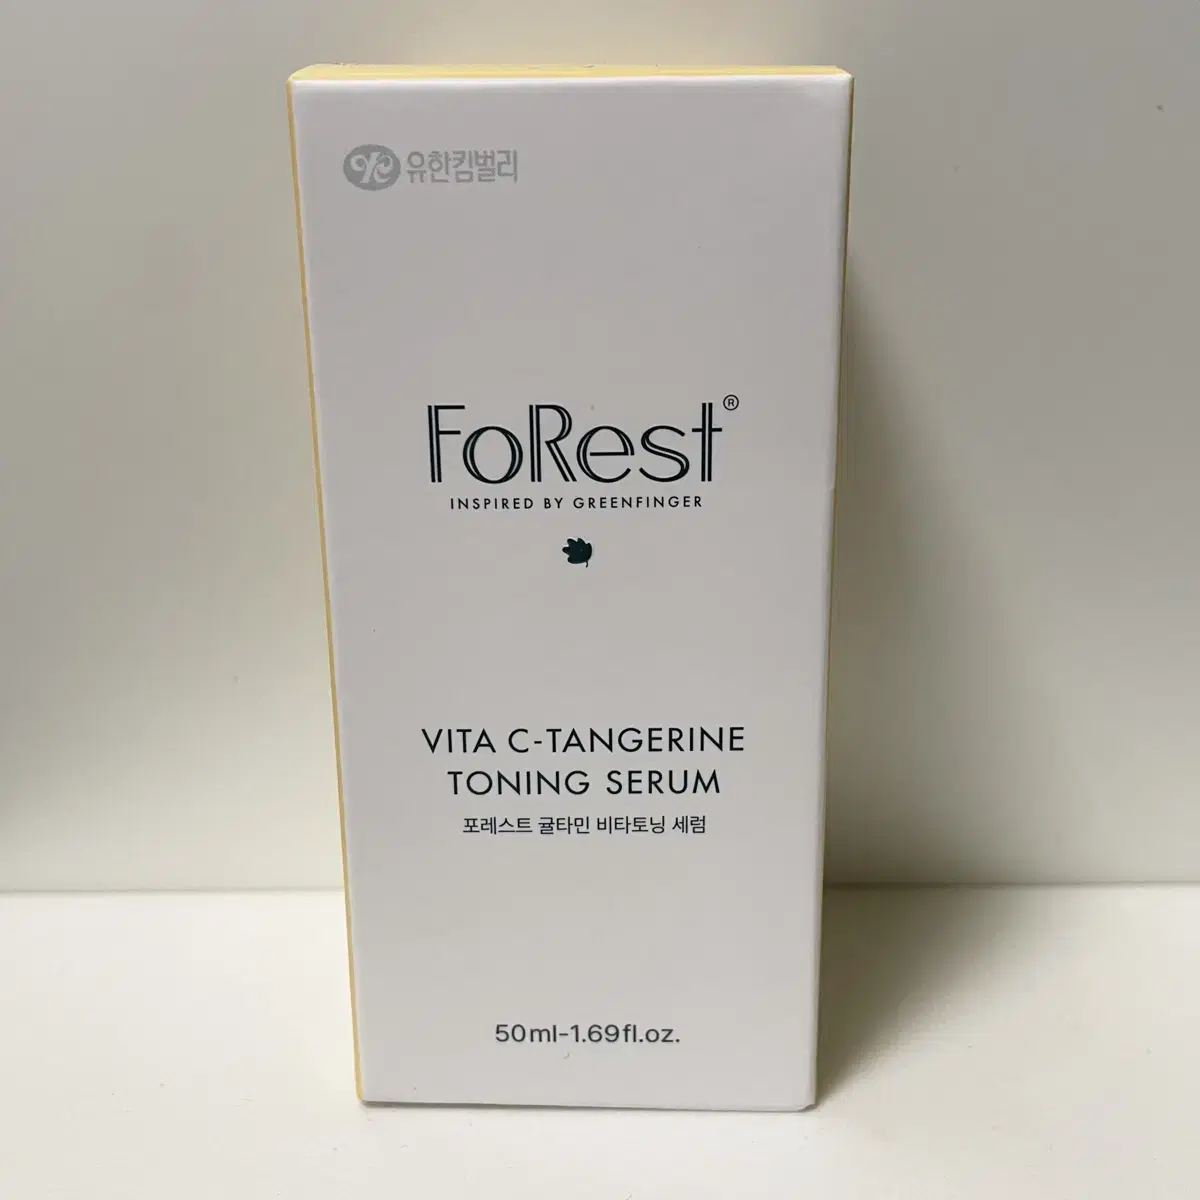 유한킴벌리
FoRest®
INSPIRED BY GREENFINGER
VITA C-TANGERINE
TONING SERUM
포레스트 귤타민 비타토닝 세럼
50ml-1.69fl.oz.